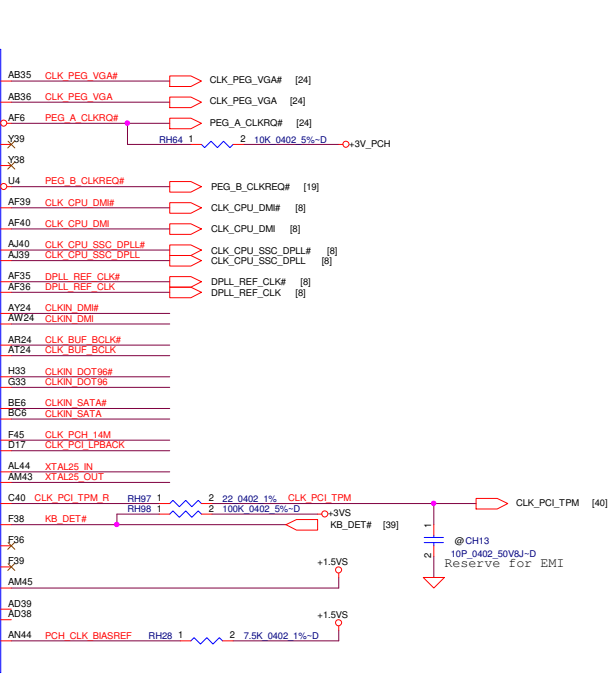 AB35 CLK_PEG_VGA# CLK_PEG_VGA# [24]
AB36 CLK_PEG_VGA CLK_PEG_VGA [24]
AF6 PEG_A_CLKRQ# PEG_A_CLKRQ# [24]
Y39 RH64 1 2 10K_0402_5%~D +3V_PCH
Y38
U4 PEG_B_CLKREQ# PEG_B_CLKREQ# [19]
AF39 CLK_CPU_DMI# CLK_CPU_DMI# [8]
AF40 CLK_CPU_DMI CLK_CPU_DMI [8]
AJ40 CLK_CPU_SSC_DPLL# CLK_CPU_SSC_DPLL# [8]
AJ39 CLK_CPU_SSC_DPLL CLK_CPU_SSC_DPLL [8]
AF35 DPLL_REF_CLK# DPLL_REF_CLK# [8]
AF36 DPLL_REF_CLK DPLL_REF_CLK [8]
AY24 CLKIN_DMI#
AW24 CLKIN_DMI
AR24 CLK_BUF_BCLK#
AT24 CLK_BUF_BCLK
H33 CLKIN_DOT96#
G33 CLKIN_DOT96
BE6 CLKIN_SATA#
BC6 CLKIN_SATA
F45 CLK_PCH_14M
D17 CLK_PCI_LPBACK
AL44 XTAL25_IN
AM43 XTAL25_OUT
C40 CLK_PCI_TPM_R RH97 1 2 22_0402_1% CLK_PCI_TPM CLK_PCI_TPM [40]
RH98 1 2 100K_0402_5%~D +3VS
F38 KB_DET# KB_DET# [39]
1
F36 @CH13
2 10P_0402_50V8J~D
F39 +1.5VS Reserve for EMI
AM45
AD39
AD38 +1.5VS
AN44 PCH_CLK_BIASREF RH28 1 2 7.5K_0402_1%~D